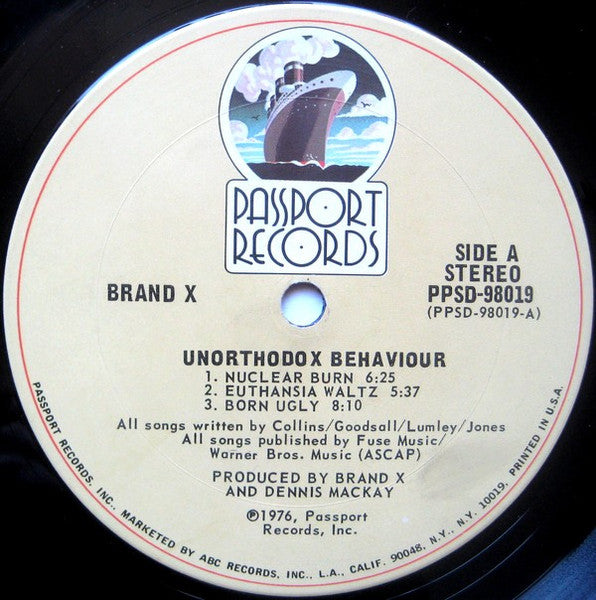 PASSPORT
RECORDS
SIDE A
STEREO
PPSD-98019
(PPSD-98019-A)
BRAND X
UNORTHODOX BEHAVIOUR
1. NUCLEAR BURN 6:25
2. EUTHANSIA WALTZ 5:37
3. BORN UGLY 8:10
All songs written by Collins/Goodsall/Lumley/Jones
All songs published by Fuse Music/
Warner Bros. Music (ASCAP)
PRODUCED BY BRAND X
AND DENNIS MACKAY
℗1976, Passport
Records, Inc.
PASSPORT RECORDS, INC., MARKETED BY ABC RECORDS, INC., L.A., CALIF. 90048, N.Y., N.Y. 10019. PRINTED IN U.S.A.